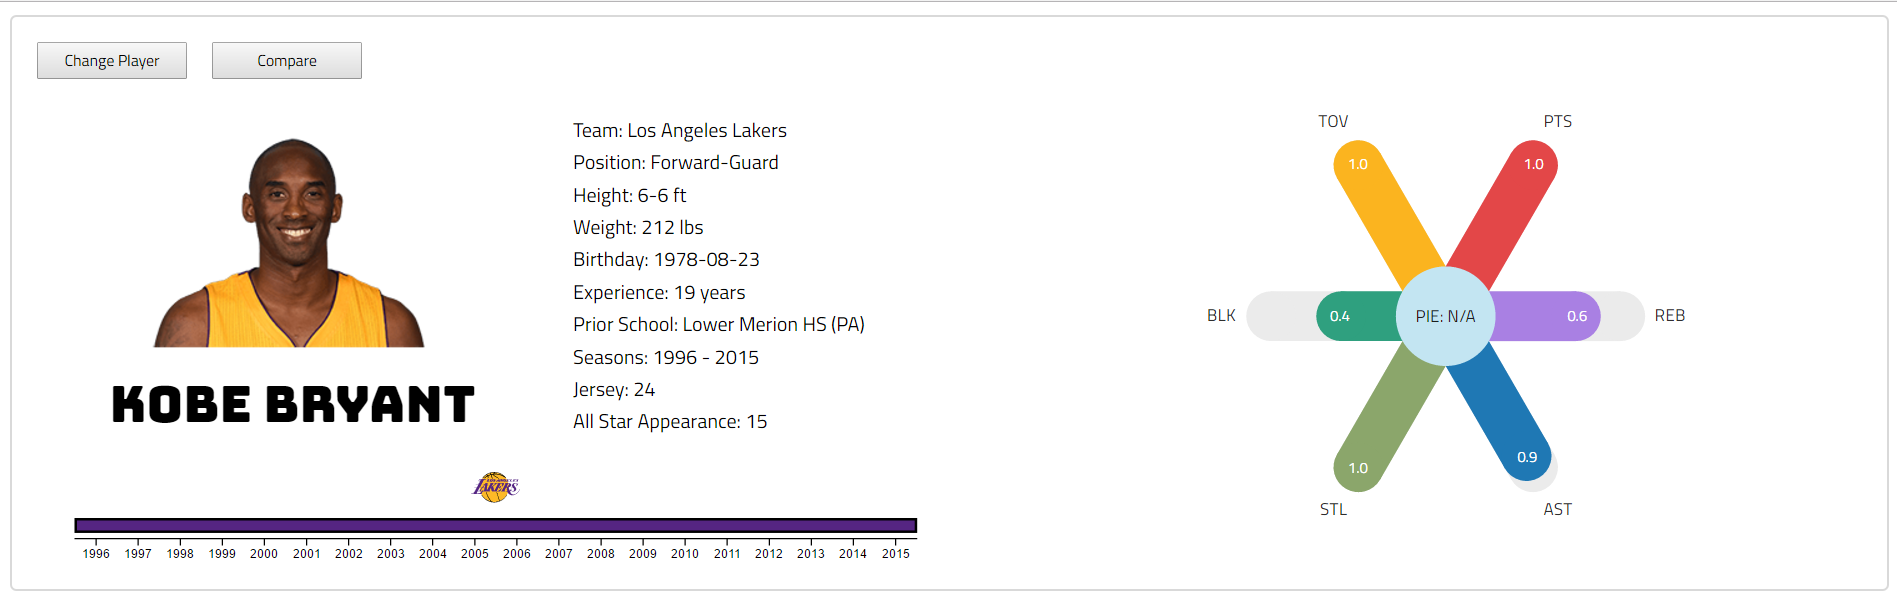 Change Player
Compare
Team: Los Angeles Lakers
Position: Forward-Guard
Height: 6-6 ft
Weight: 212 lbs
Birthday: 1978-08-23
Experience: 19 years
Prior School: Lower Merion HS (PA)
Seasons: 1996 - 2015
Jersey: 24
All Star Appearance: 15
KOBE BRYANT
LOS ANGELES
LAKERS
1996 1997 1998 1999 2000 2001 2002 2003 2004 2005 2006 2007 2008 2009 2010 2011 2012 2013 2014 2015
TOV PTS
1.0 1.0
BLK 0.4 PIE: N/A 0.6 REB
1.0 0.9
STL AST